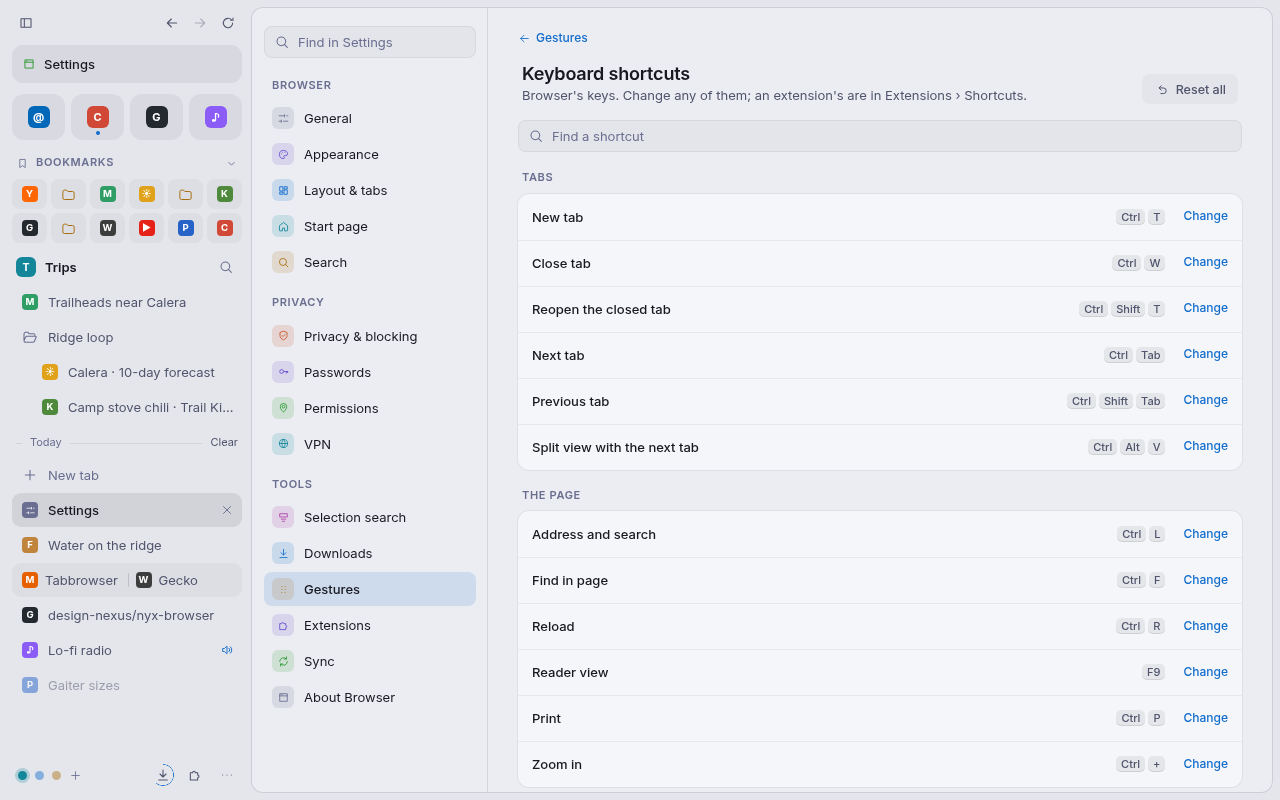 Settings
@
C
G
BOOKMARKS
Y
M
K
G
W
P
C
T Trips
M Trailheads near Calera
Ridge loop
Calera · 10-day forecast
K Camp stove chili · Trail Ki...
Today
Clear
New tab
Settings
F Water on the ridge
M Tabbrowser
W Gecko
G design-nexus/nyx-browser
Lo-fi radio
P Gaiter sizes
Find in Settings
BROWSER
General
Appearance
Layout & tabs
Start page
Search
PRIVACY
Privacy & blocking
Passwords
Permissions
VPN
TOOLS
Selection search
Downloads
Gestures
Extensions
Sync
About Browser
← Gestures
Keyboard shortcuts
Browser's keys. Change any of them; an extension's are in Extensions › Shortcuts.
Reset all
Find a shortcut
TABS
New tab Ctrl T Change
Close tab Ctrl W Change
Reopen the closed tab Ctrl Shift T Change
Next tab Ctrl Tab Change
Previous tab Ctrl Shift Tab Change
Split view with the next tab Ctrl Alt V Change
THE PAGE
Address and search Ctrl L Change
Find in page Ctrl F Change
Reload Ctrl R Change
Reader view F9 Change
Print Ctrl P Change
Zoom in Ctrl + Change